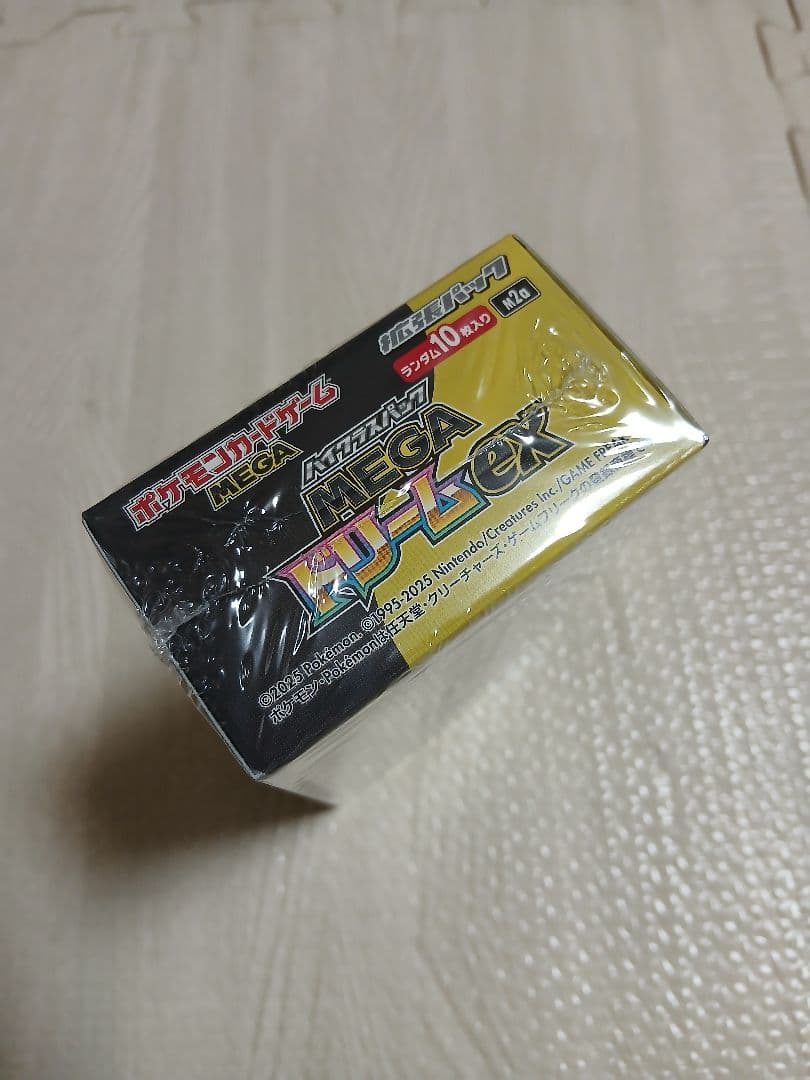 ポケモンカードゲーム
MEGA
拡張パック
ランダム10枚入り
M2a
ハイクラスパック
MEGA
ドリームex
©2025 Pokémon. ©1995-2025 Nintendo/Creatures Inc./GAME FREAK
ポケモン・Pokémonは任天堂・クリーチャーズ・ゲームフリークの登録商標